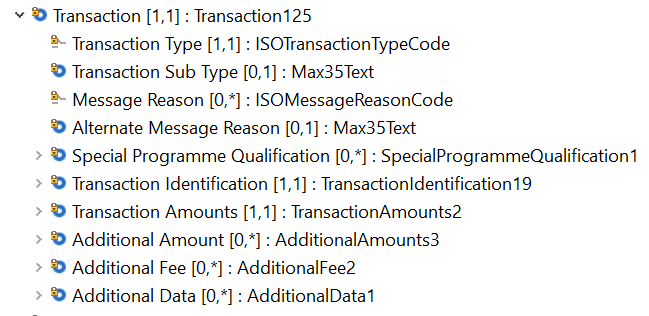 Transaction [1,1] : Transaction125
Transaction Type [1,1] : ISOTransactionTypeCode
Transaction Sub Type [0,1] : Max35Text
Message Reason [0,*] : ISOMessageReasonCode
Alternate Message Reason [0,1] : Max35Text
Special Programme Qualification [0,*] : SpecialProgrammeQualification1
Transaction Identification [1,1] : TransactionIdentification19
Transaction Amounts [1,1] : TransactionAmounts2
Additional Amount [0,*] : AdditionalAmounts3
Additional Fee [0,*] : AdditionalFee2
Additional Data [0,*] : AdditionalData1